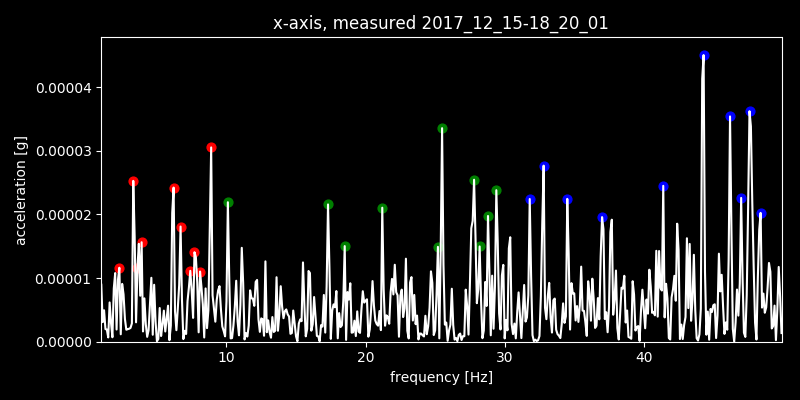 x-axis, measured 2017_12_15-18_20_01
acceleration [g]
0.00004
0.00003
0.00002
0.00001
0.00000
10 20 30 40
frequency [Hz]